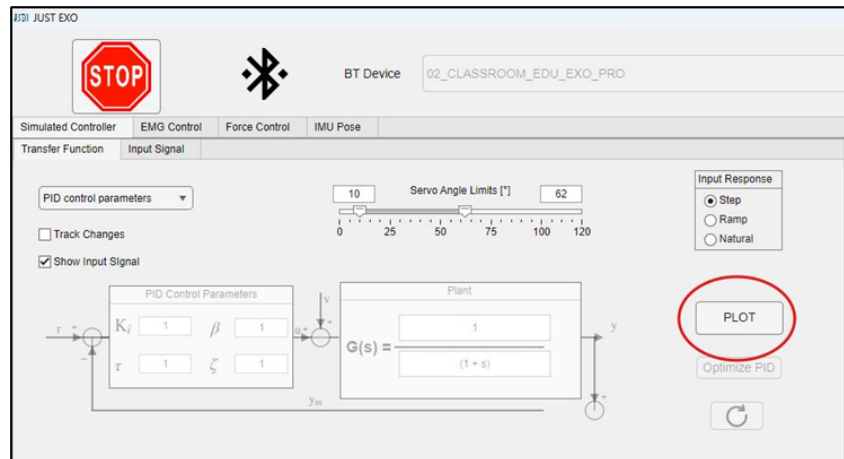 JUST EXO
STOP
BT Device
02_CLASSROOM_EDU_EXO_PRO
Simulated Controller EMG Control Force Control IMU Pose
Transfer Function Input Signal
PID control parameters
Track Changes
Show Input Signal
10 Servo Angle Limits [°] 62
0 25 50 75 100 120
Input Response
Step
Ramp
Natural
PID Control Parameters
Ki 1 β 1
τ 1 ζ 1
r + − u + v +
Plant
G(s) =
1
(1 + s)
y
ym
+
PLOT
Optimize PID